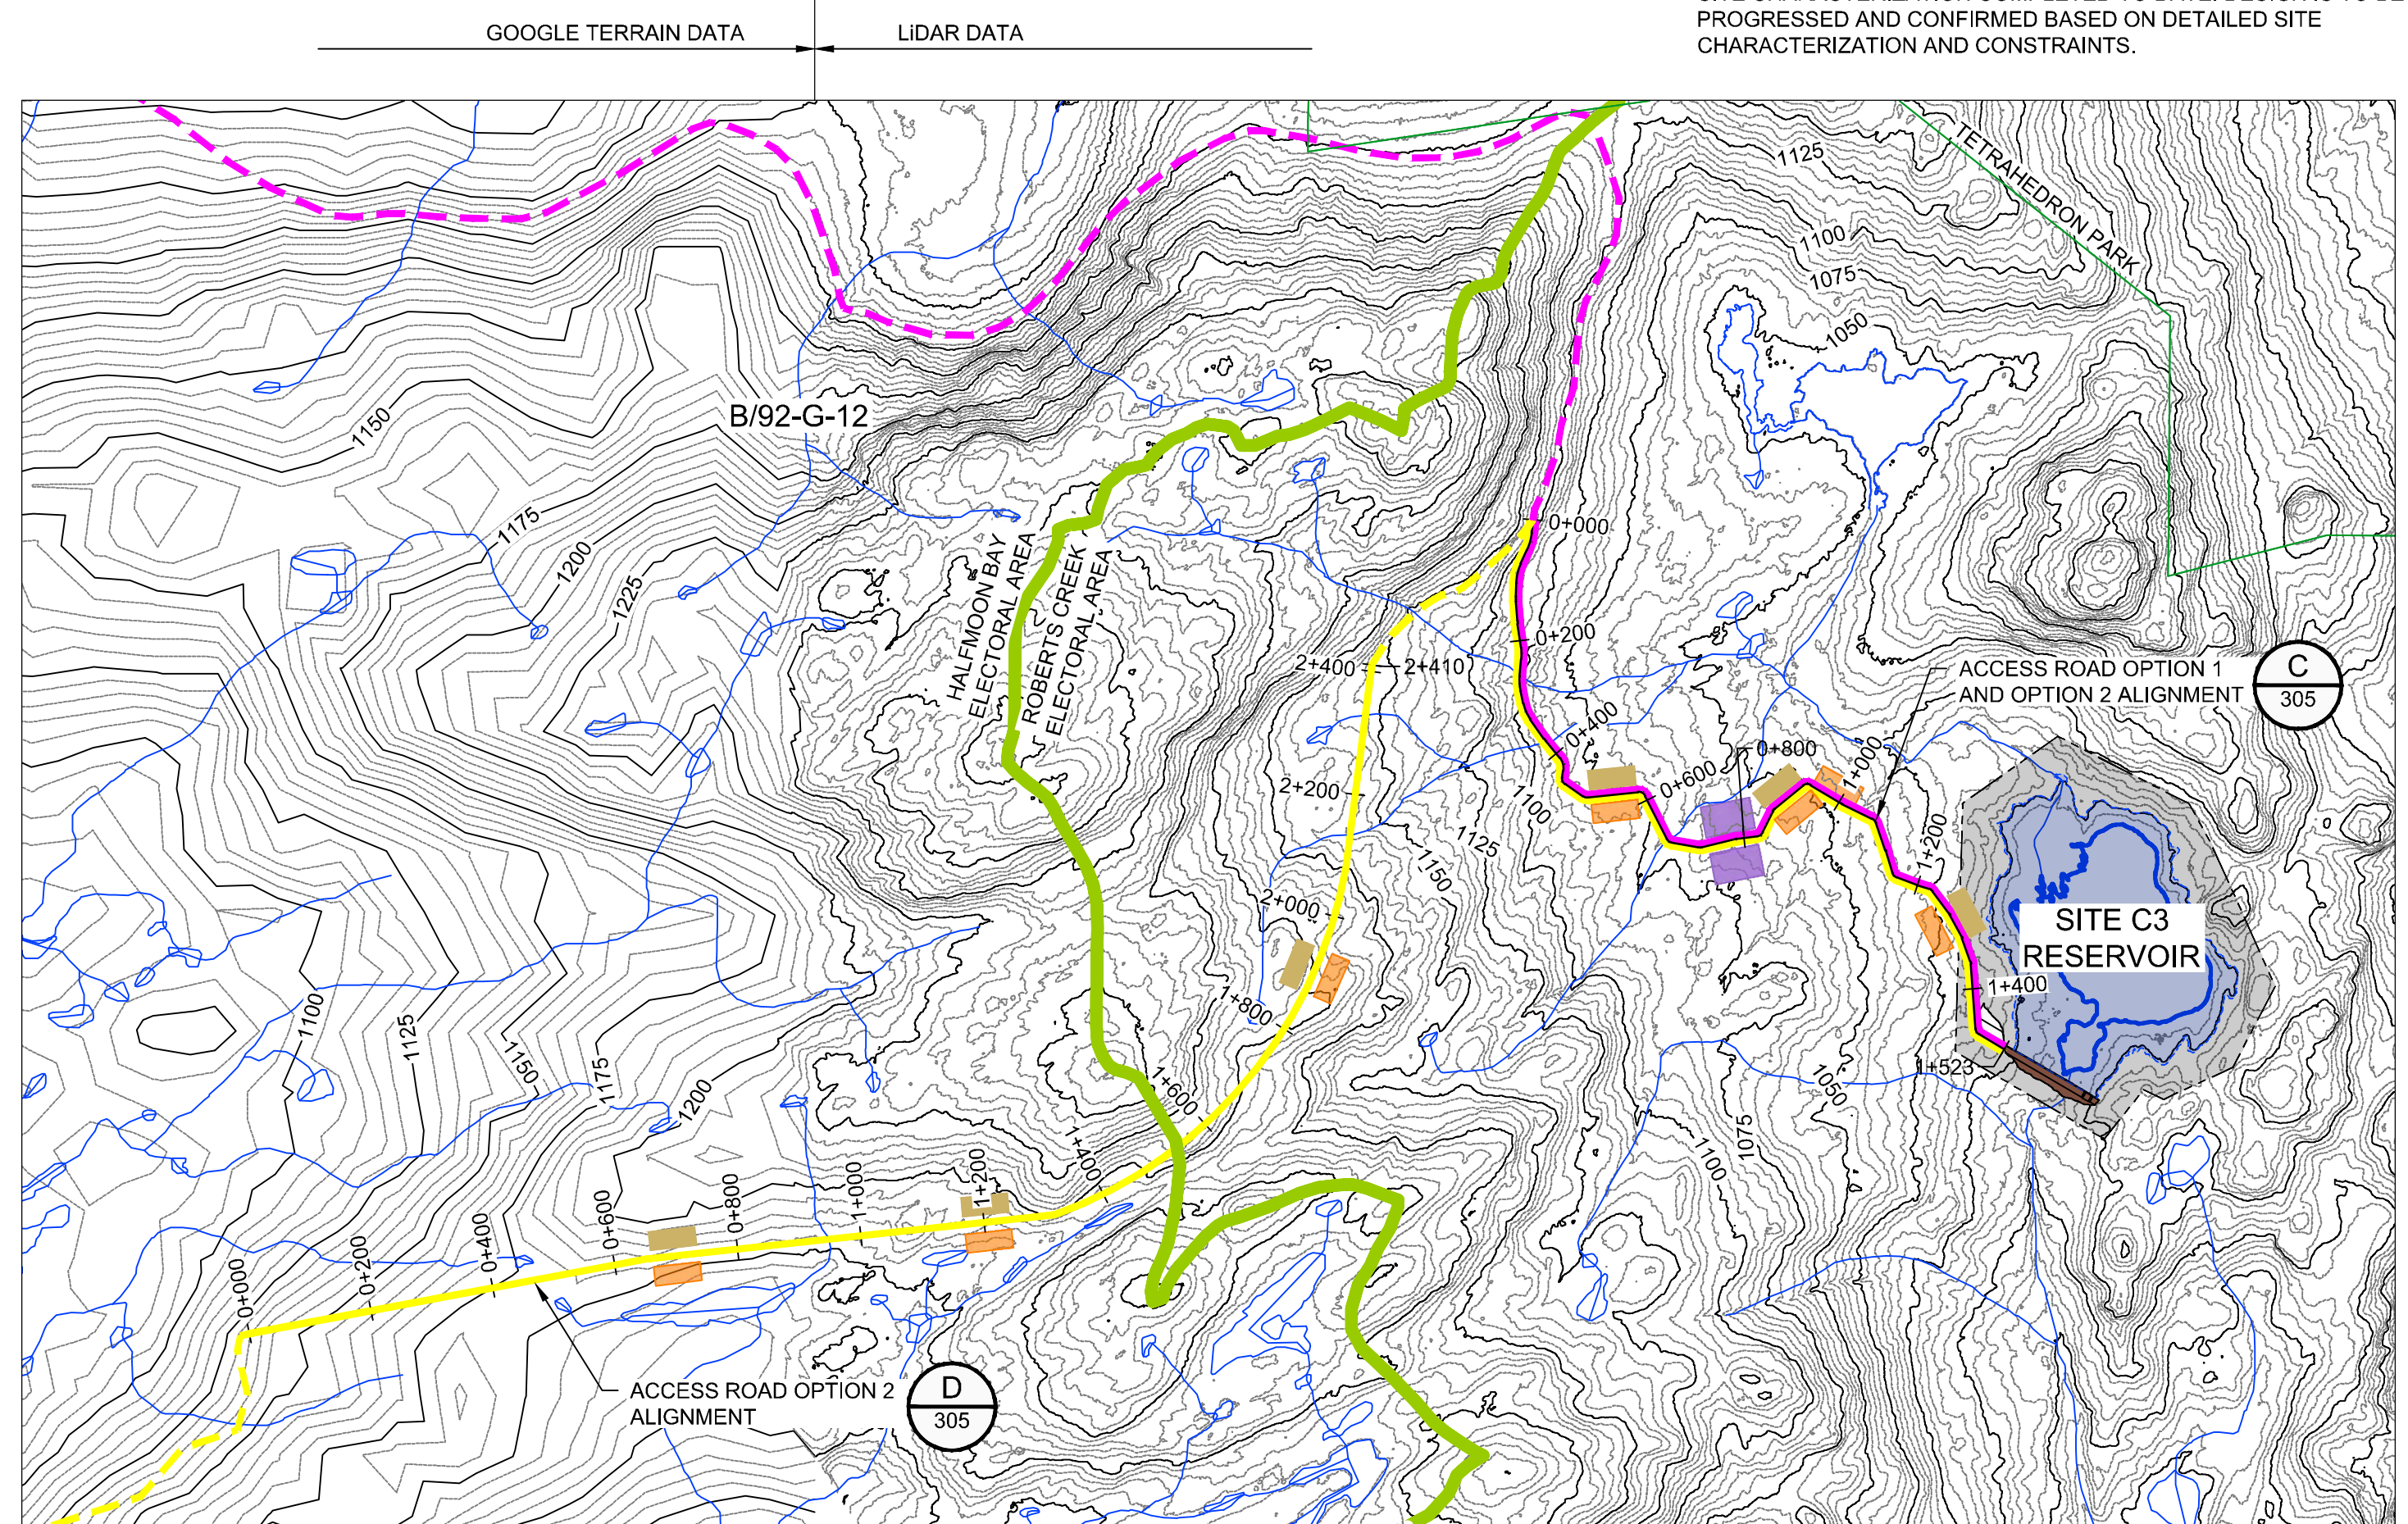 GOOGLE TERRAIN DATA
LiDAR DATA
PROGRESSED AND CONFIRMED BASED ON DETAILED SITE
CHARACTERIZATION AND CONSTRAINTS.
TETRAHEDRON PARK
1125
1100
1075
1050
B/92-G-12
1150
1175
1200
1225
HALFMOON BAY
ELECTORAL AREA
ROBERTS CREEK
ELECTORAL AREA
0+000
0+200
2+400
2+410
0+400
2+200
0+600
0+800
1+000
ACCESS ROAD OPTION 1
AND OPTION 2 ALIGNMENT
C
305
1100
1125
1150
1+200
2+000
SITE C3
RESERVOIR
1+400
1+800
1+523
1100
1125
1150
1175
1200
1+600
1+400
1050
1075
1100
0+000
0+200
0+400
0+600
0+800
1+000
1+200
ACCESS ROAD OPTION 2
ALIGNMENT
D
305